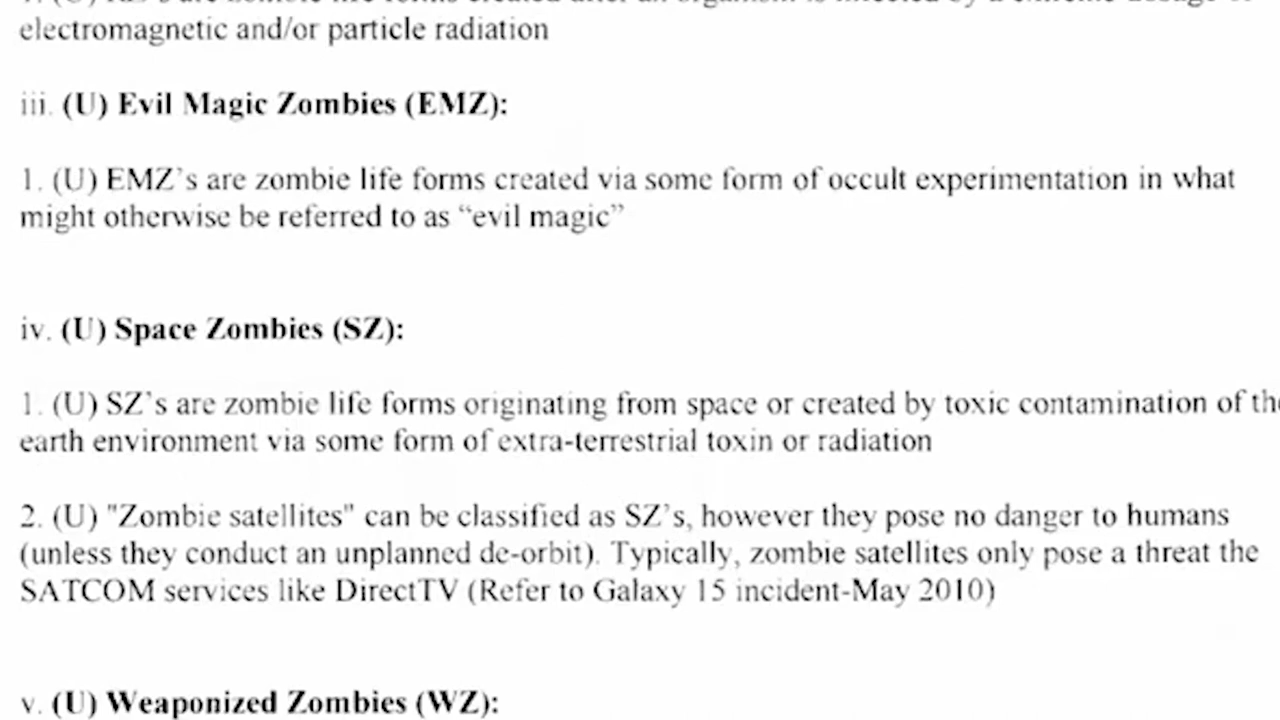 electromagnetic and/or particle radiation
iii. (U) Evil Magic Zombies (EMZ):
1. (U) EMZ's are zombie life forms created via some form of occult experimentation in what
might otherwise be referred to as “evil magic”
iv. (U) Space Zombies (SZ):
1. (U) SZ's are zombie life forms originating from space or created by toxic contamination of the
earth environment via some form of extra-terrestrial toxin or radiation
2. (U) "Zombie satellites" can be classified as SZ's, however they pose no danger to humans
(unless they conduct an unplanned de-orbit). Typically, zombie satellites only pose a threat the
SATCOM services like DirectTV (Refer to Galaxy 15 incident-May 2010)
v. (U) Weaponized Zombies (WZ):